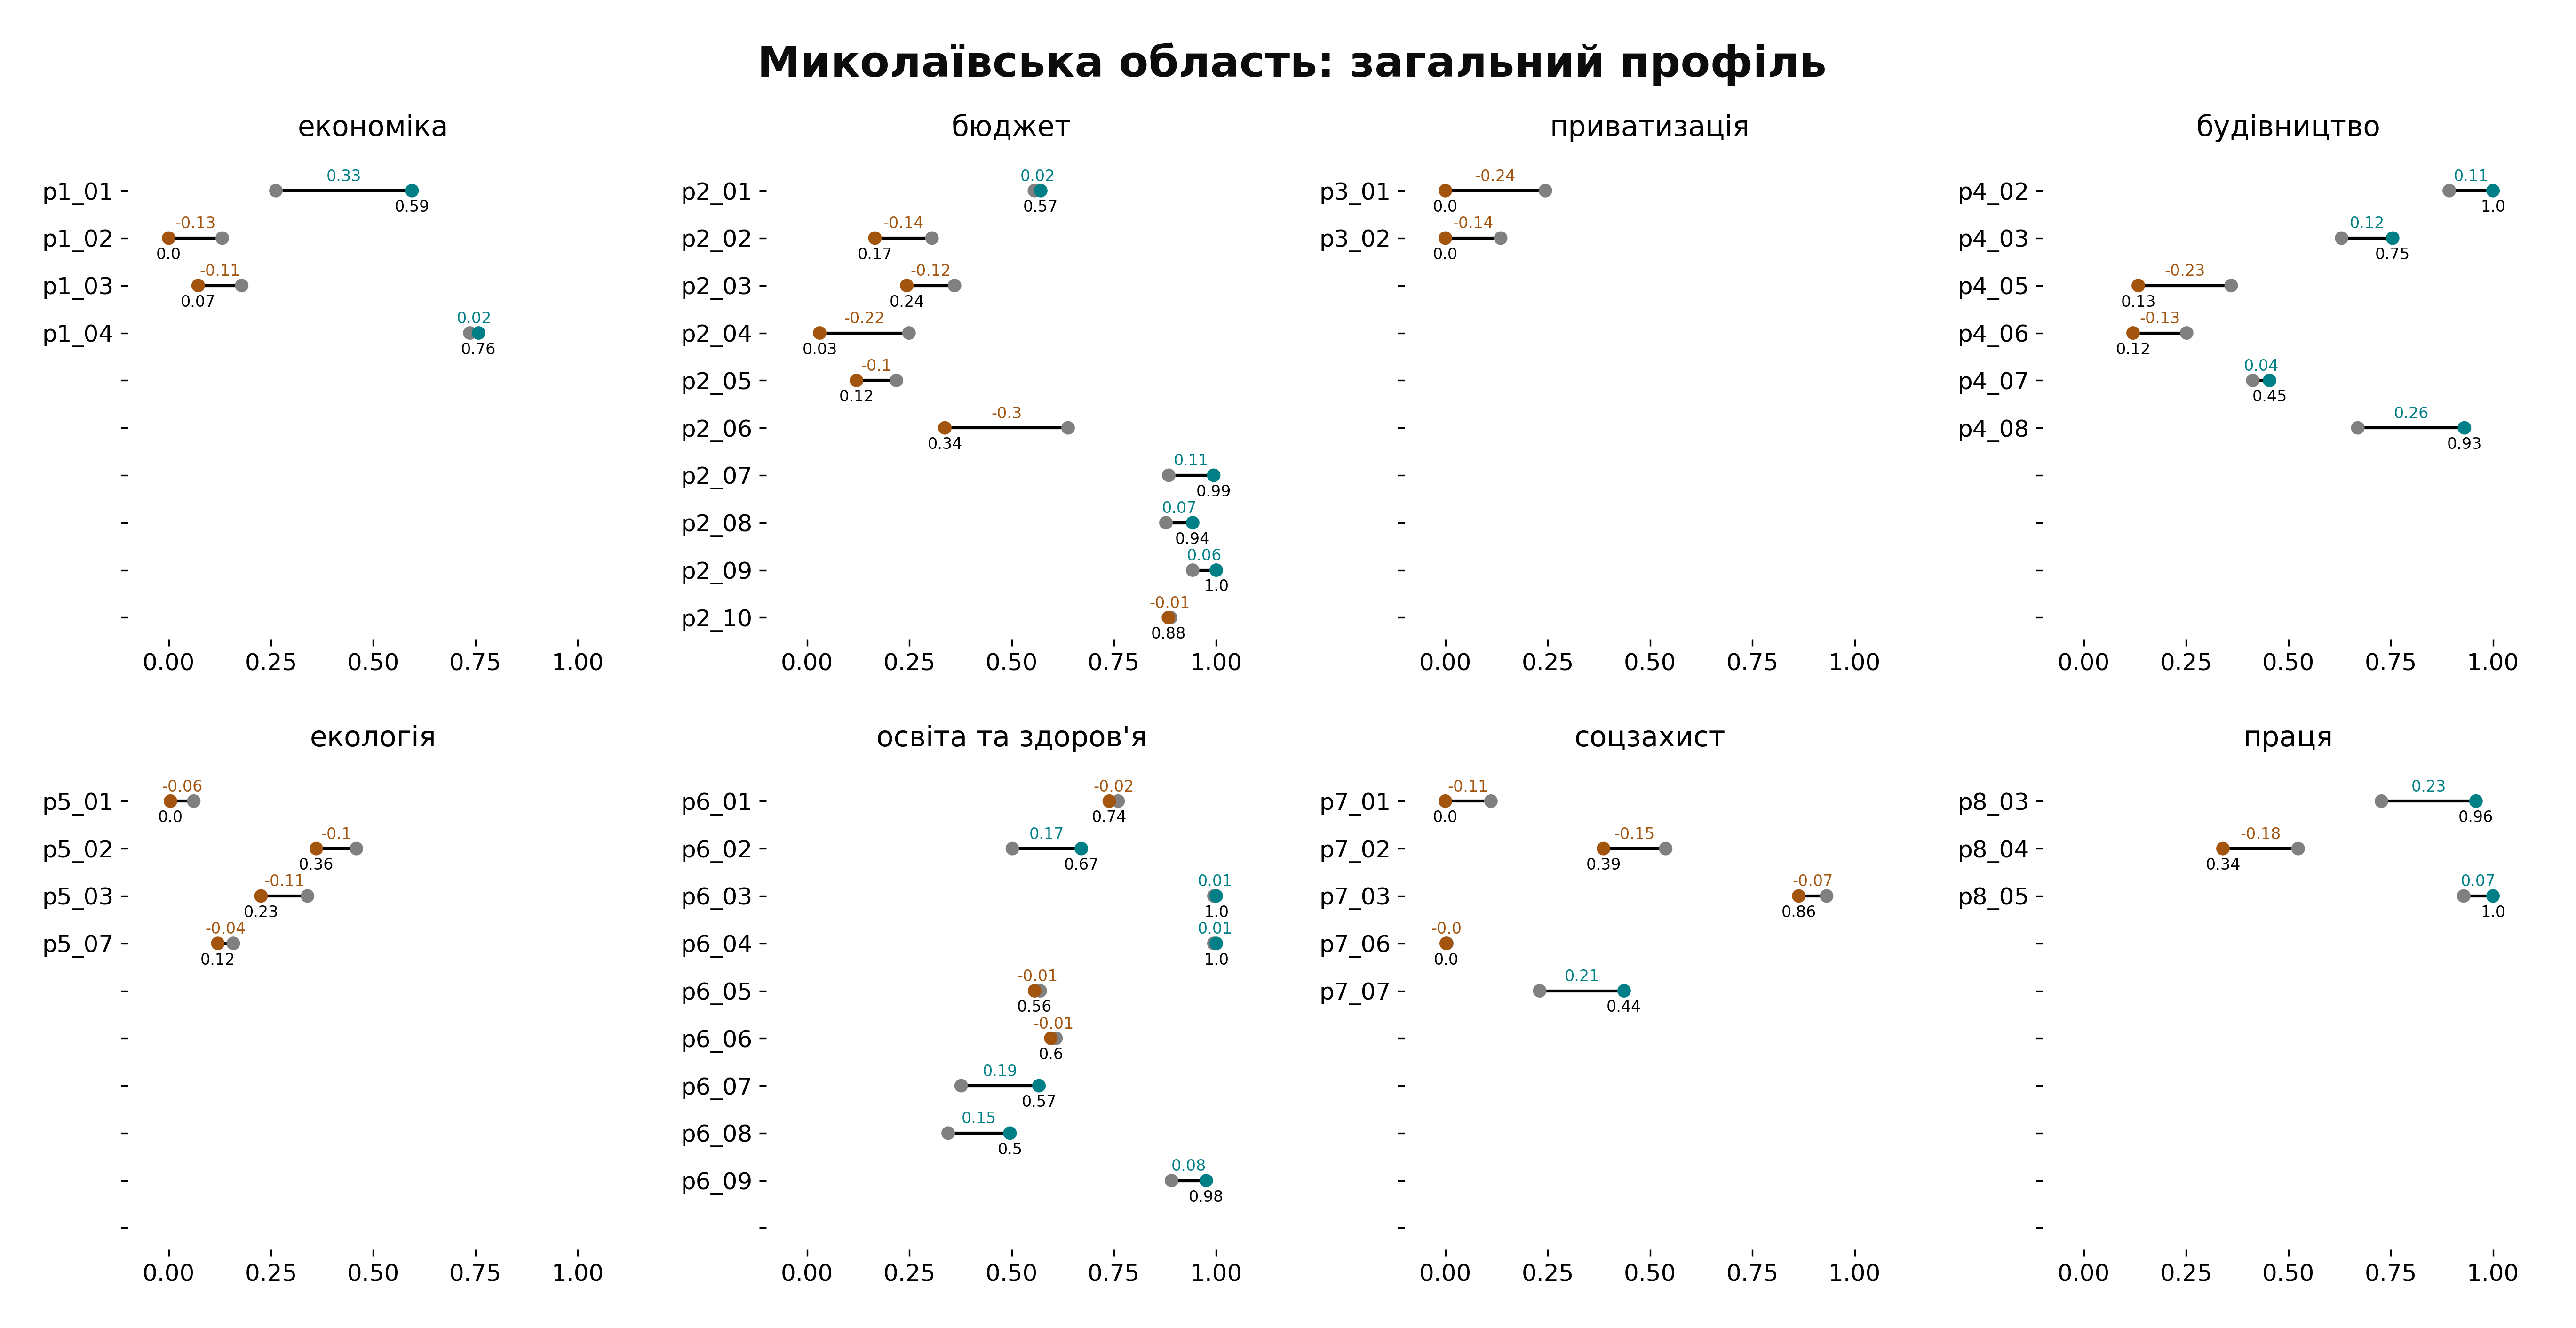 Миколаївська область: загальний профіль
економіка
p1_01
0.33
0.59
p1_02
-0.13
0.0
p1_03
-0.11
0.07
p1_04
0.02
0.76
0.00 0.25 0.50 0.75 1.00
бюджет
p2_01
0.02
0.57
p2_02
-0.14
0.17
p2_03
-0.12
0.24
p2_04
-0.22
0.03
p2_05
-0.1
0.12
p2_06
-0.3
0.34
p2_07
0.11
0.99
p2_08
0.07
0.94
p2_09
0.06
1.0
p2_10
-0.01
0.88
0.00 0.25 0.50 0.75 1.00
приватизація
p3_01
-0.24
0.0
p3_02
-0.14
0.0
0.00 0.25 0.50 0.75 1.00
будівництво
p4_02
0.11
1.0
p4_03
0.12
0.75
p4_05
-0.23
0.13
p4_06
-0.13
0.12
p4_07
0.04
0.45
p4_08
0.26
0.93
0.00 0.25 0.50 0.75 1.00
екологія
p5_01
-0.06
0.0
p5_02
-0.1
0.36
p5_03
-0.11
0.23
p5_07
-0.04
0.12
0.00 0.25 0.50 0.75 1.00
освіта та здоров'я
p6_01
-0.02
0.74
p6_02
0.17
0.67
p6_03
0.01
1.0
p6_04
0.01
1.0
p6_05
-0.01
0.56
p6_06
-0.01
0.6
p6_07
0.19
0.57
p6_08
0.15
0.5
p6_09
0.08
0.98
0.00 0.25 0.50 0.75 1.00
соцзахист
p7_01
-0.11
0.0
p7_02
-0.15
0.39
p7_03
-0.07
0.86
p7_06
-0.0
0.0
p7_07
0.21
0.44
0.00 0.25 0.50 0.75 1.00
праця
p8_03
0.23
0.96
p8_04
-0.18
0.34
p8_05
0.07
1.0
0.00 0.25 0.50 0.75 1.00